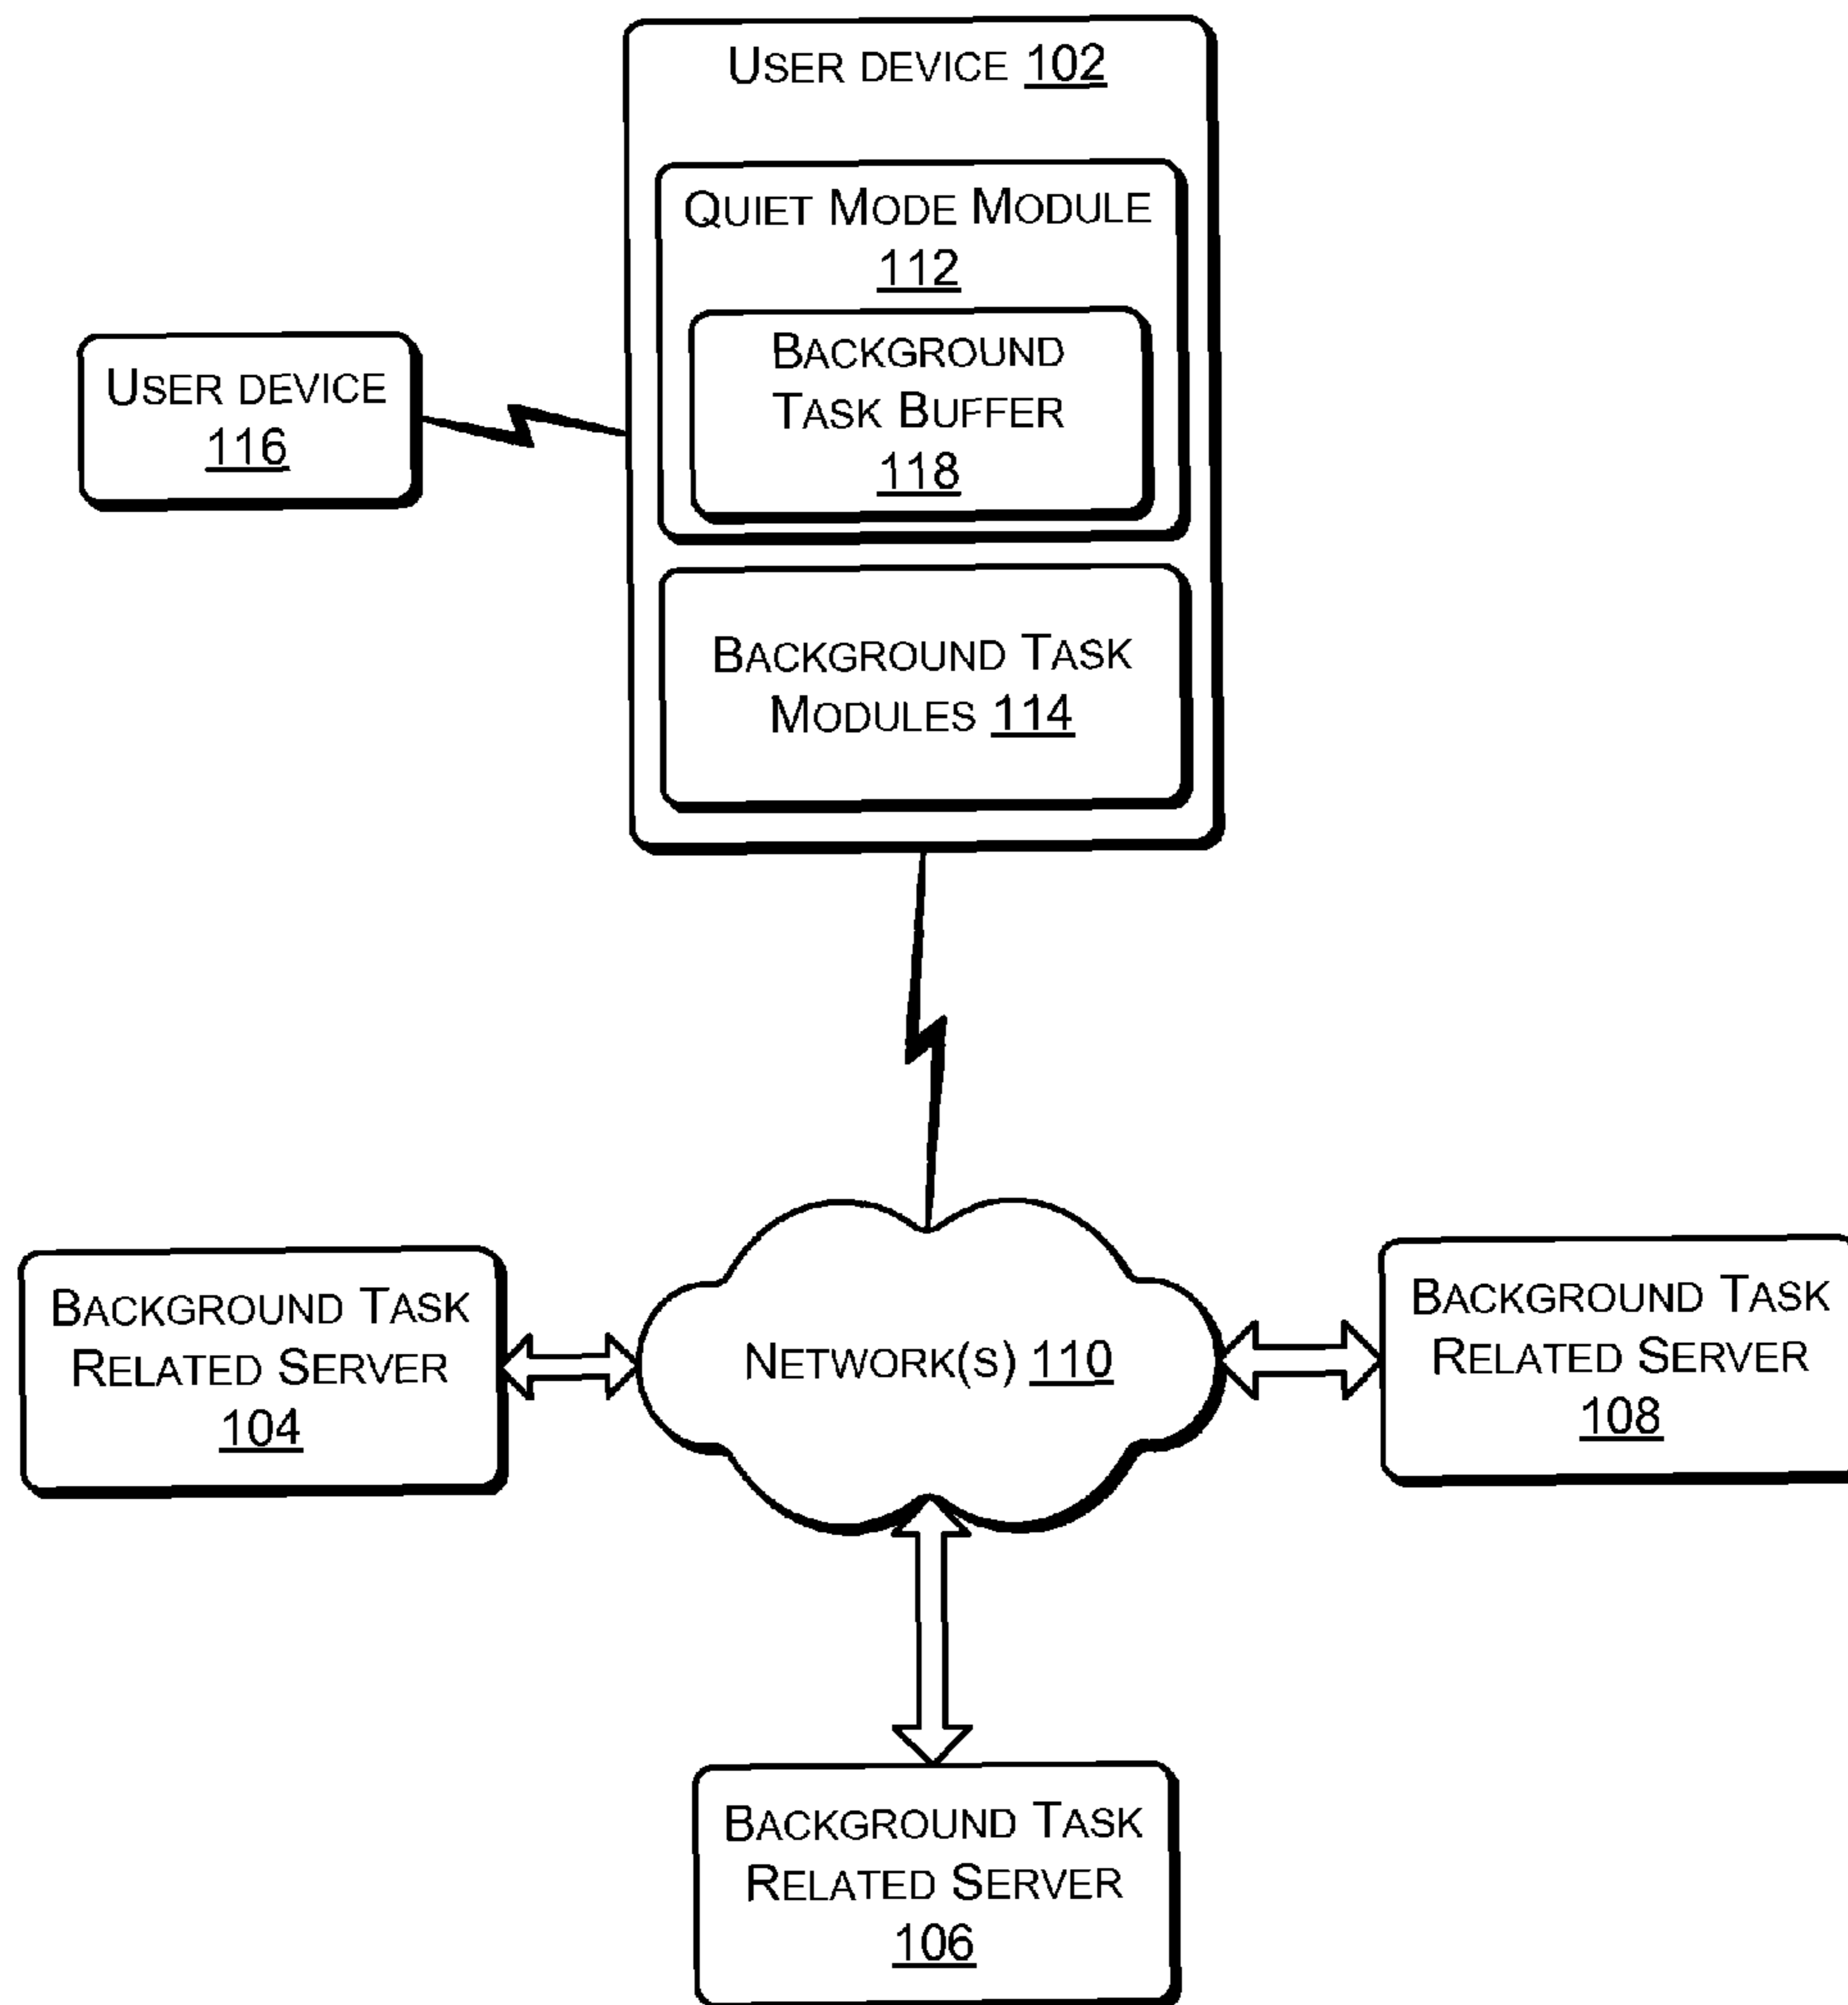 USER DEVICE 102
QUIET MODE MODULE
112
BACKGROUND
TASK BUFFER
118
USER DEVICE
116
BACKGROUND TASK
MODULES 114
NETWORK(S) 110
BACKGROUND TASK
RELATED SERVER
104
BACKGROUND TASK
RELATED SERVER
108
BACKGROUND TASK
RELATED SERVER
106